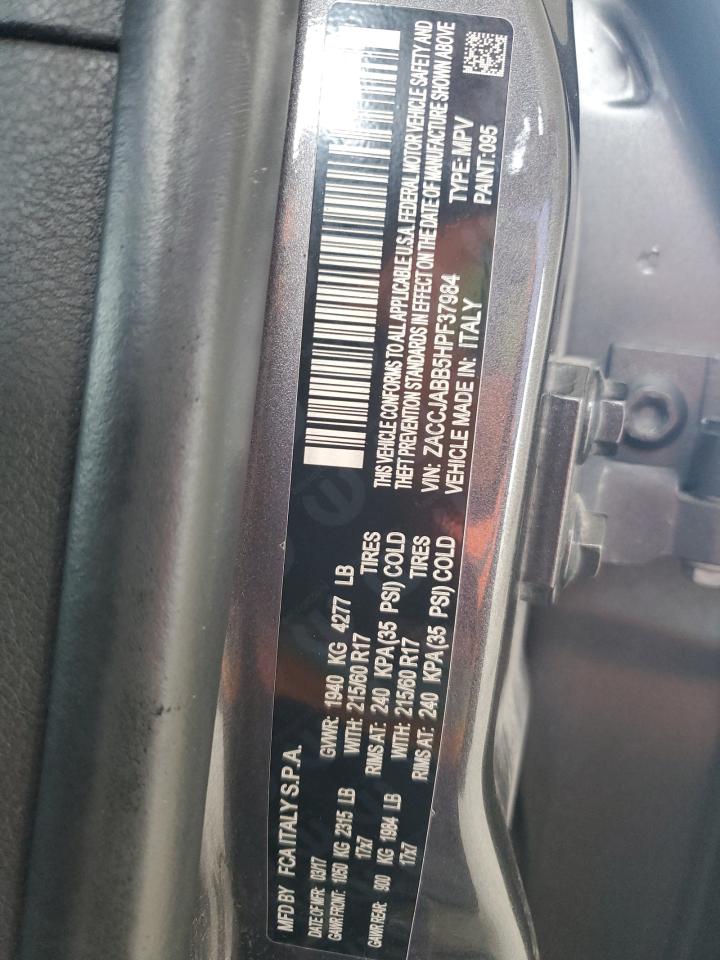 MFD BY FCA ITALY S.P.A.
DATE OF MFR: 03/17 GVWR: 1940 KG 4277 LB
GAWR FRONT: 1050 KG 2315 LB WITH: 215/60 R17 TIRES
17x7 RIMS AT: 240 KPA(35 PSI) COLD
GAWR REAR: 900 KG 1984 LB WITH: 215/60 R17 TIRES
17x7 RIMS AT: 240 KPA(35 PSI) COLD
THIS VEHICLE CONFORMS TO ALL APPLICABLE U.S.A. FEDERAL MOTOR VEHICLE SAFETY AND
THEFT PREVENTION STANDARDS IN EFFECT ON THE DATE OF MANUFACTURE SHOWN ABOVE
VIN: ZACCJABB5HPF37984 TYPE: MPV
VEHICLE MADE IN: ITALY PAINT: 095